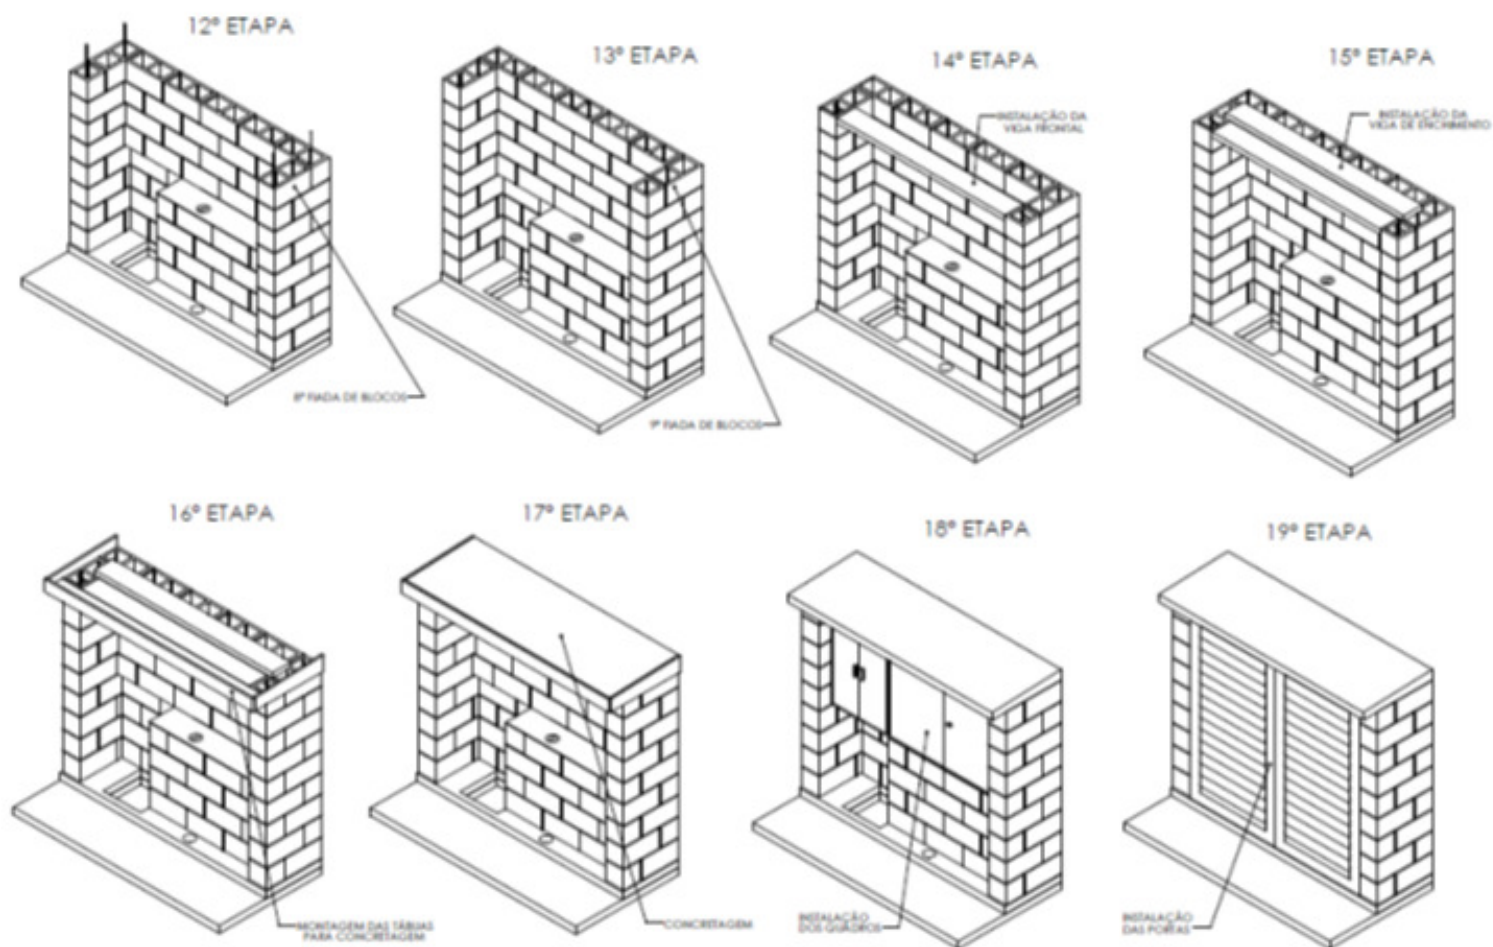 12º ETAPA
13º ETAPA
14º ETAPA
15º ETAPA
INSTALAÇÃO DA
VIGA FRONTAL
INSTALAÇÃO DA
VIGA DE ENCHIMENTO
8ª FIADA DE BLOCOS
9ª FIADA DE BLOCOS
16º ETAPA
17º ETAPA
18º ETAPA
19º ETAPA
MONTAGEM DAS TÁBUAS
PARA CONCRETAGEM
CONCRETAGEM
INSTALAÇÃO
DOS QUADROS
INSTALAÇÃO
DAS PORTAS